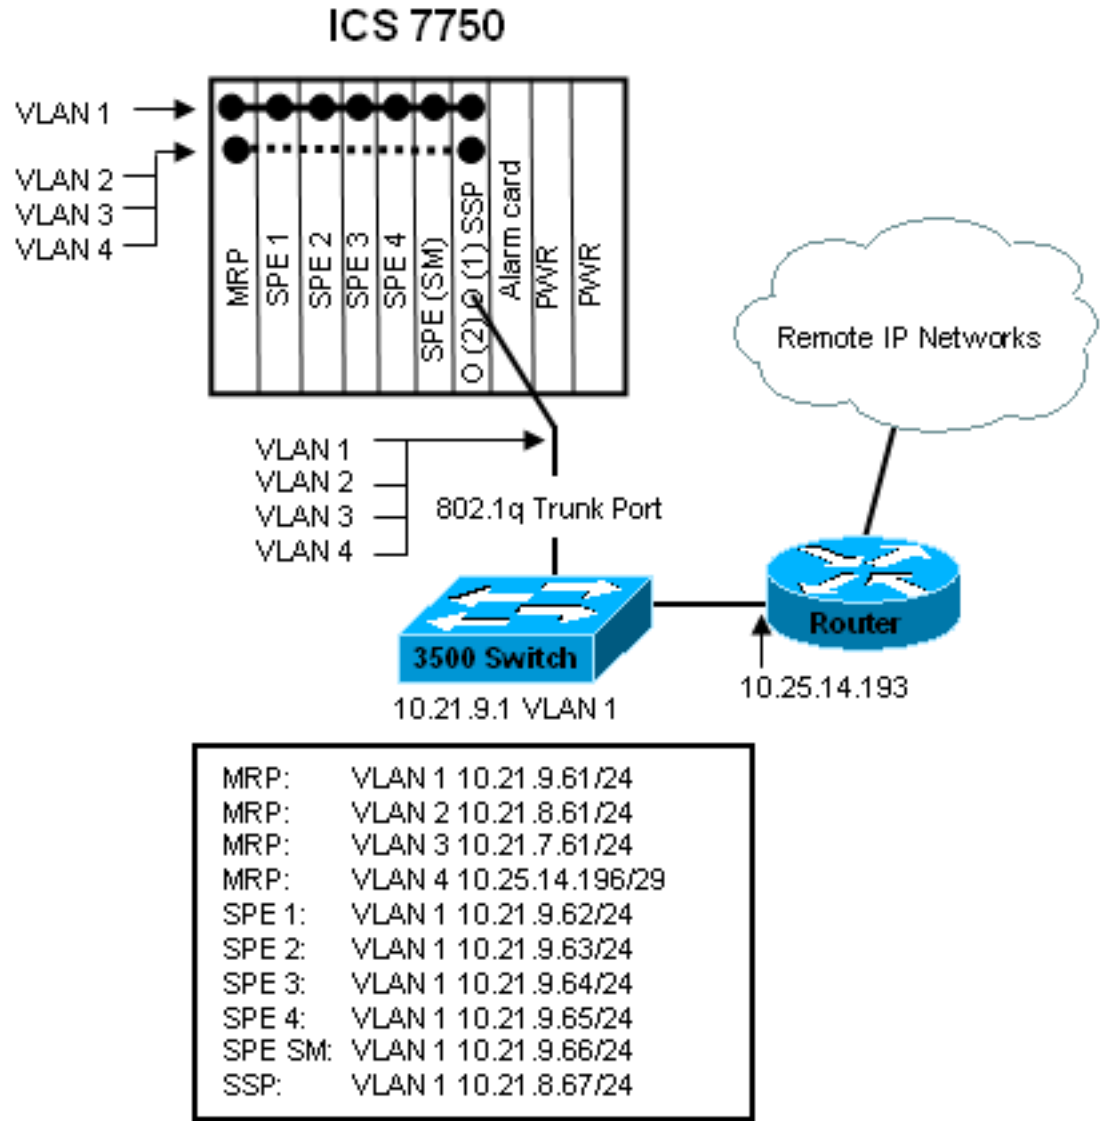 ICS 7750
VLAN 1
VLAN 2
VLAN 3
VLAN 4
MRP
SPE 1
SPE 2
SPE 3
SPE 4
SPE (SM)
O (2) O (1) SSP
Alarm card
PWR
PWR
Remote IP Networks
VLAN 1
VLAN 2
VLAN 3
VLAN 4
802.1q Trunk Port
Router
3500 Switch
10.25.14.193
10.21.9.1 VLAN 1
MRP: VLAN 1 10.21.9.61/24
MRP: VLAN 2 10.21.8.61/24
MRP: VLAN 3 10.21.7.61/24
MRP: VLAN 4 10.25.14.196/29
SPE 1: VLAN 1 10.21.9.62/24
SPE 2: VLAN 1 10.21.9.63/24
SPE 3: VLAN 1 10.21.9.64/24
SPE 4: VLAN 1 10.21.9.65/24
SPE SM: VLAN 1 10.21.9.66/24
SSP: VLAN 1 10.21.8.67/24